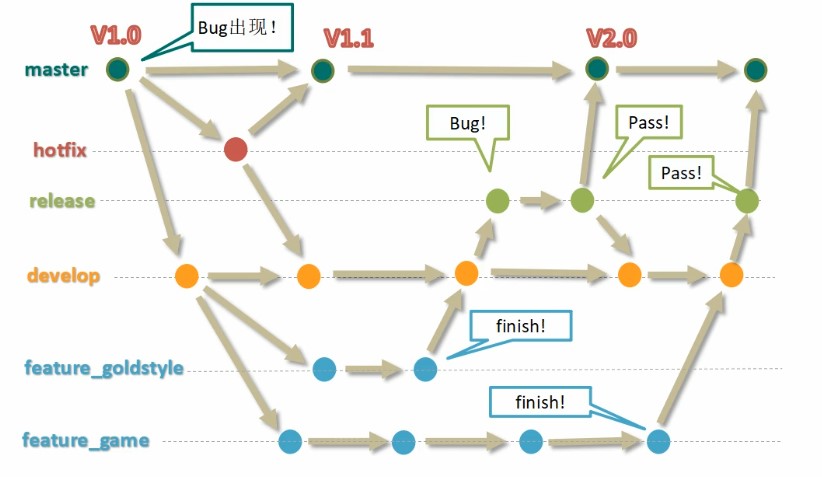 V1.0
Bug出现！
V1.1
V2.0
master
Bug!
Pass!
hotfix
Pass!
release
develop
finish!
feature_goldstyle
finish!
feature_game